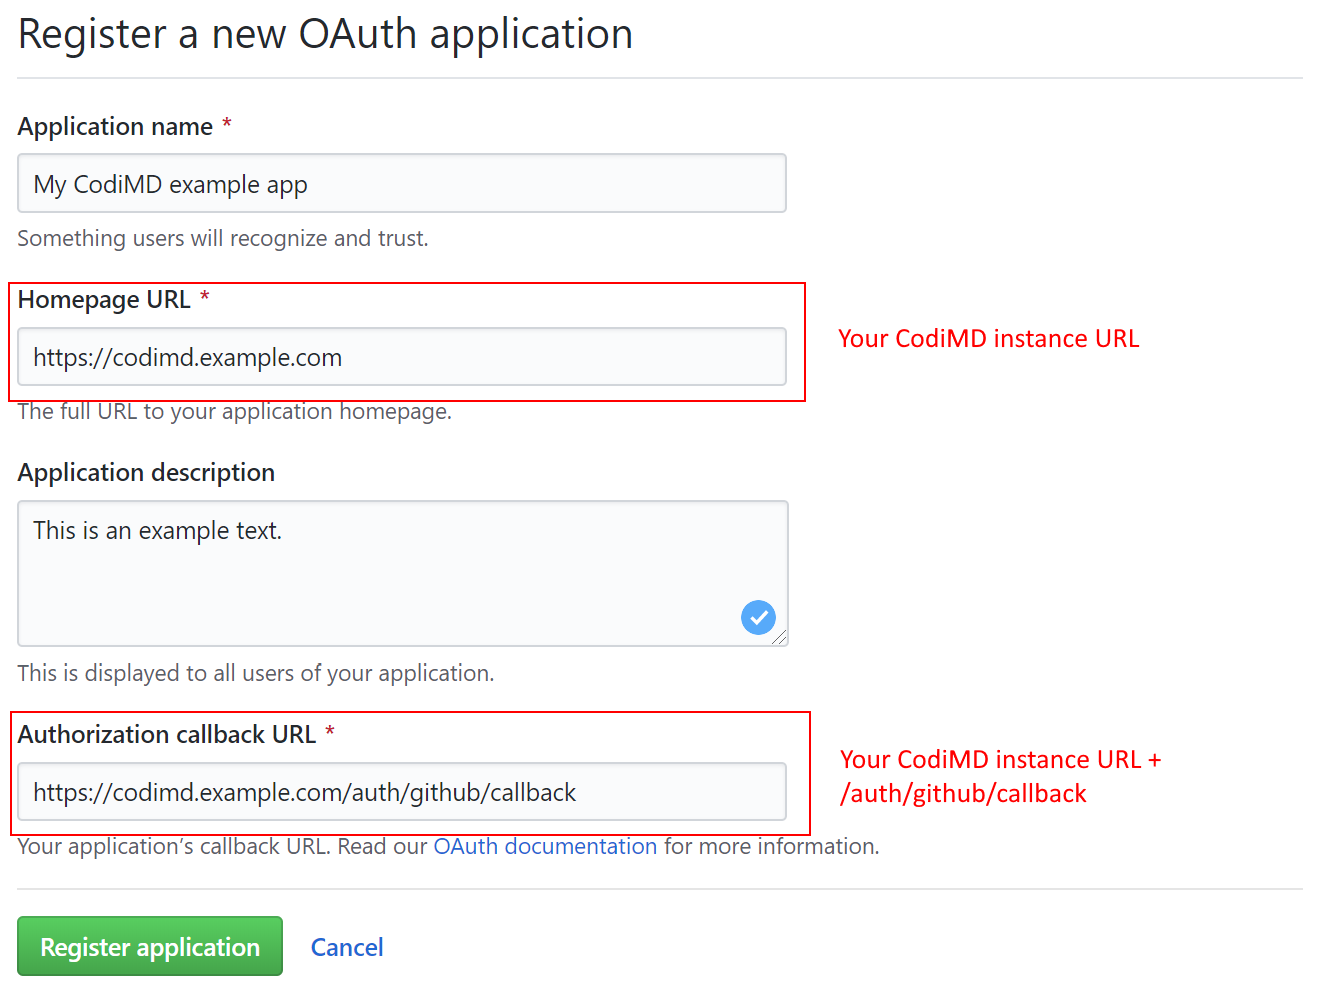 Register a new OAuth application
Application name *
My CodiMD example app
Something users will recognize and trust.
Homepage URL *
https://codimd.example.com
Your CodiMD instance URL
The full URL to your application homepage.
Application description
This is an example text.
This is displayed to all users of your application.
Authorization callback URL *
https://codimd.example.com/auth/github/callback
Your CodiMD instance URL +
/auth/github/callback
Your application's callback URL. Read our OAuth documentation for more information.
Register application
Cancel